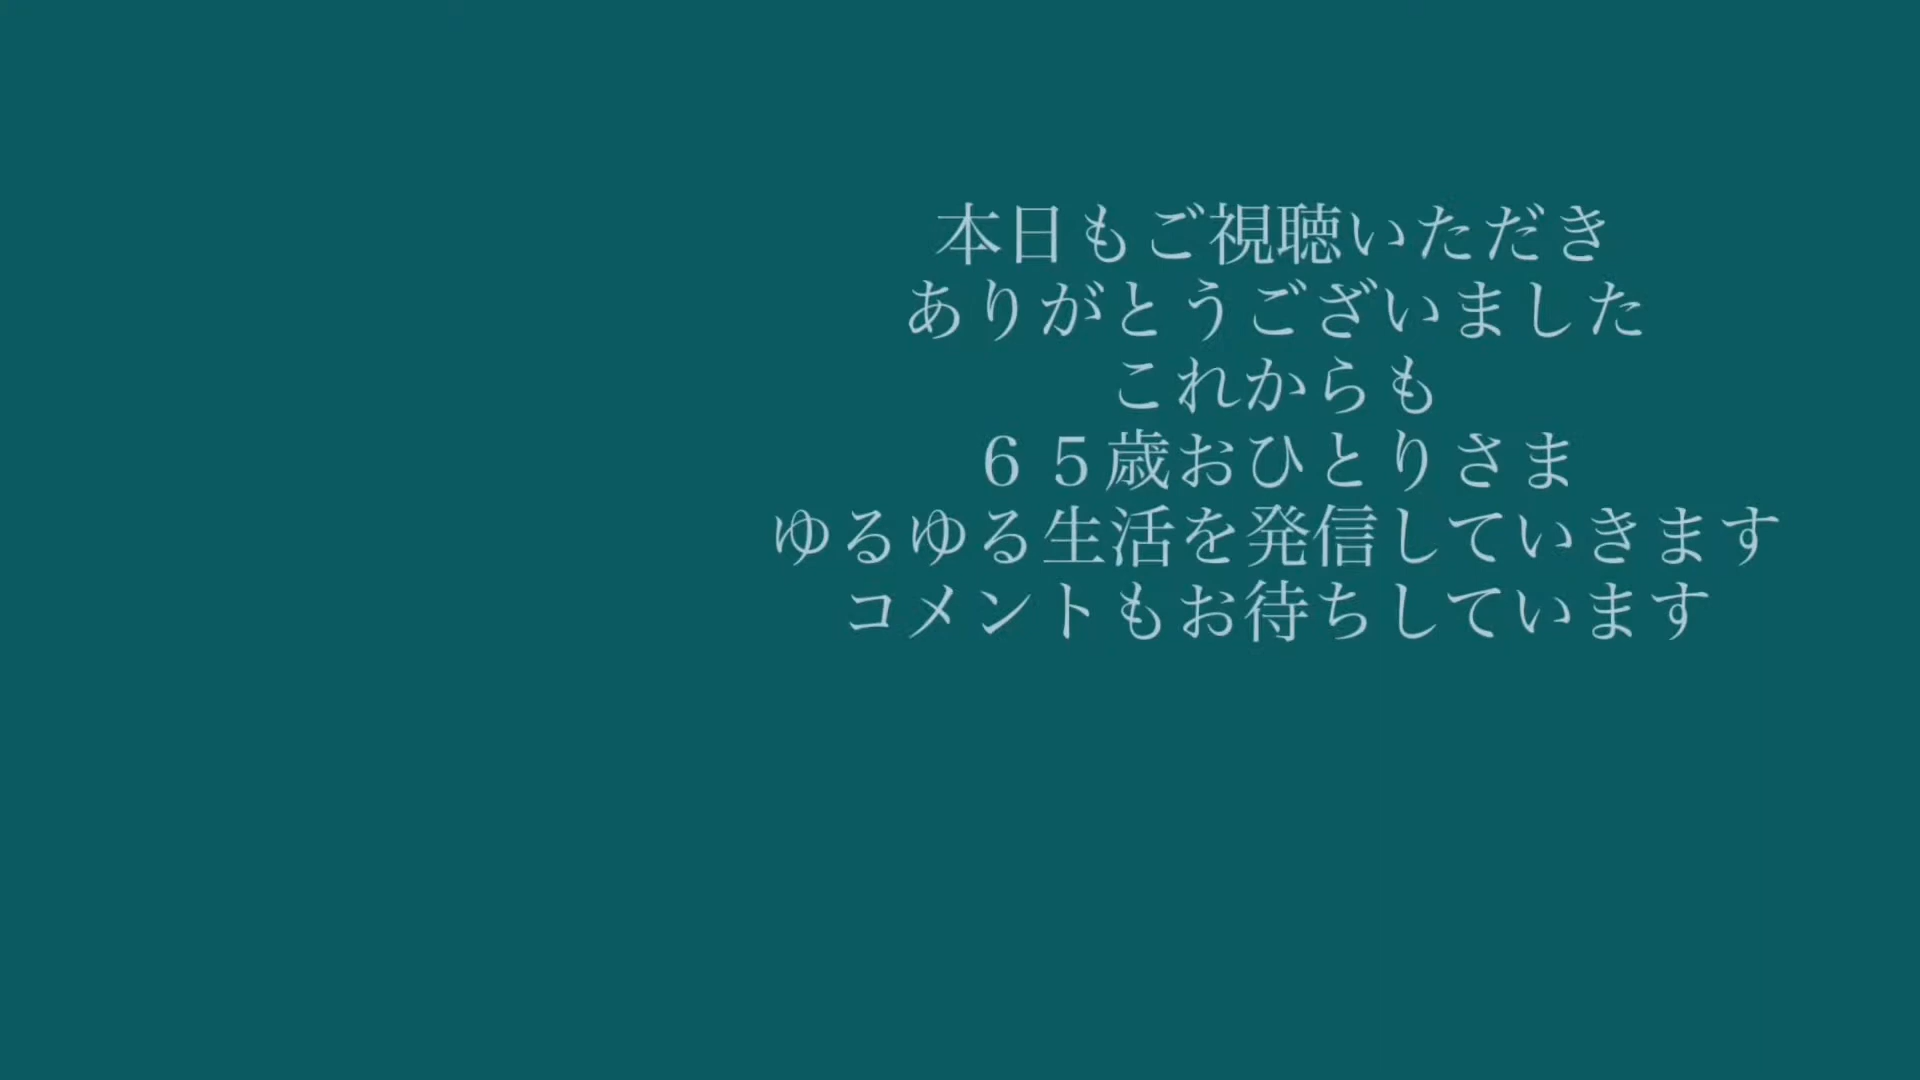 本日もご視聴いただき
ありがとうございました
これからも
６５歳おひとりさま
ゆるゆる生活を発信していきます
コメントもお待ちしています